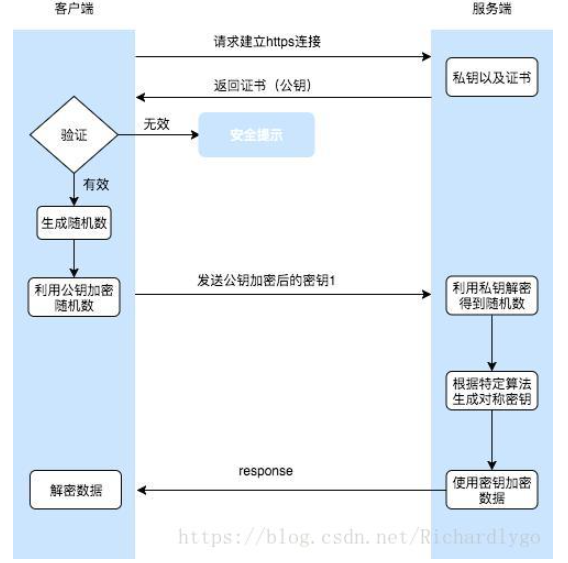 客户端
服务端
请求建立https连接
私钥以及证书
返回证书（公钥）
验证
无效
安全提示
有效
生成随机数
利用公钥加密
随机数
发送公钥加密后的密钥1
利用私钥解密
得到随机数
根据特定算法
生成对称密钥
response
解密数据
使用密钥加密
数据
https://blog.csdn.net/Richardlygo